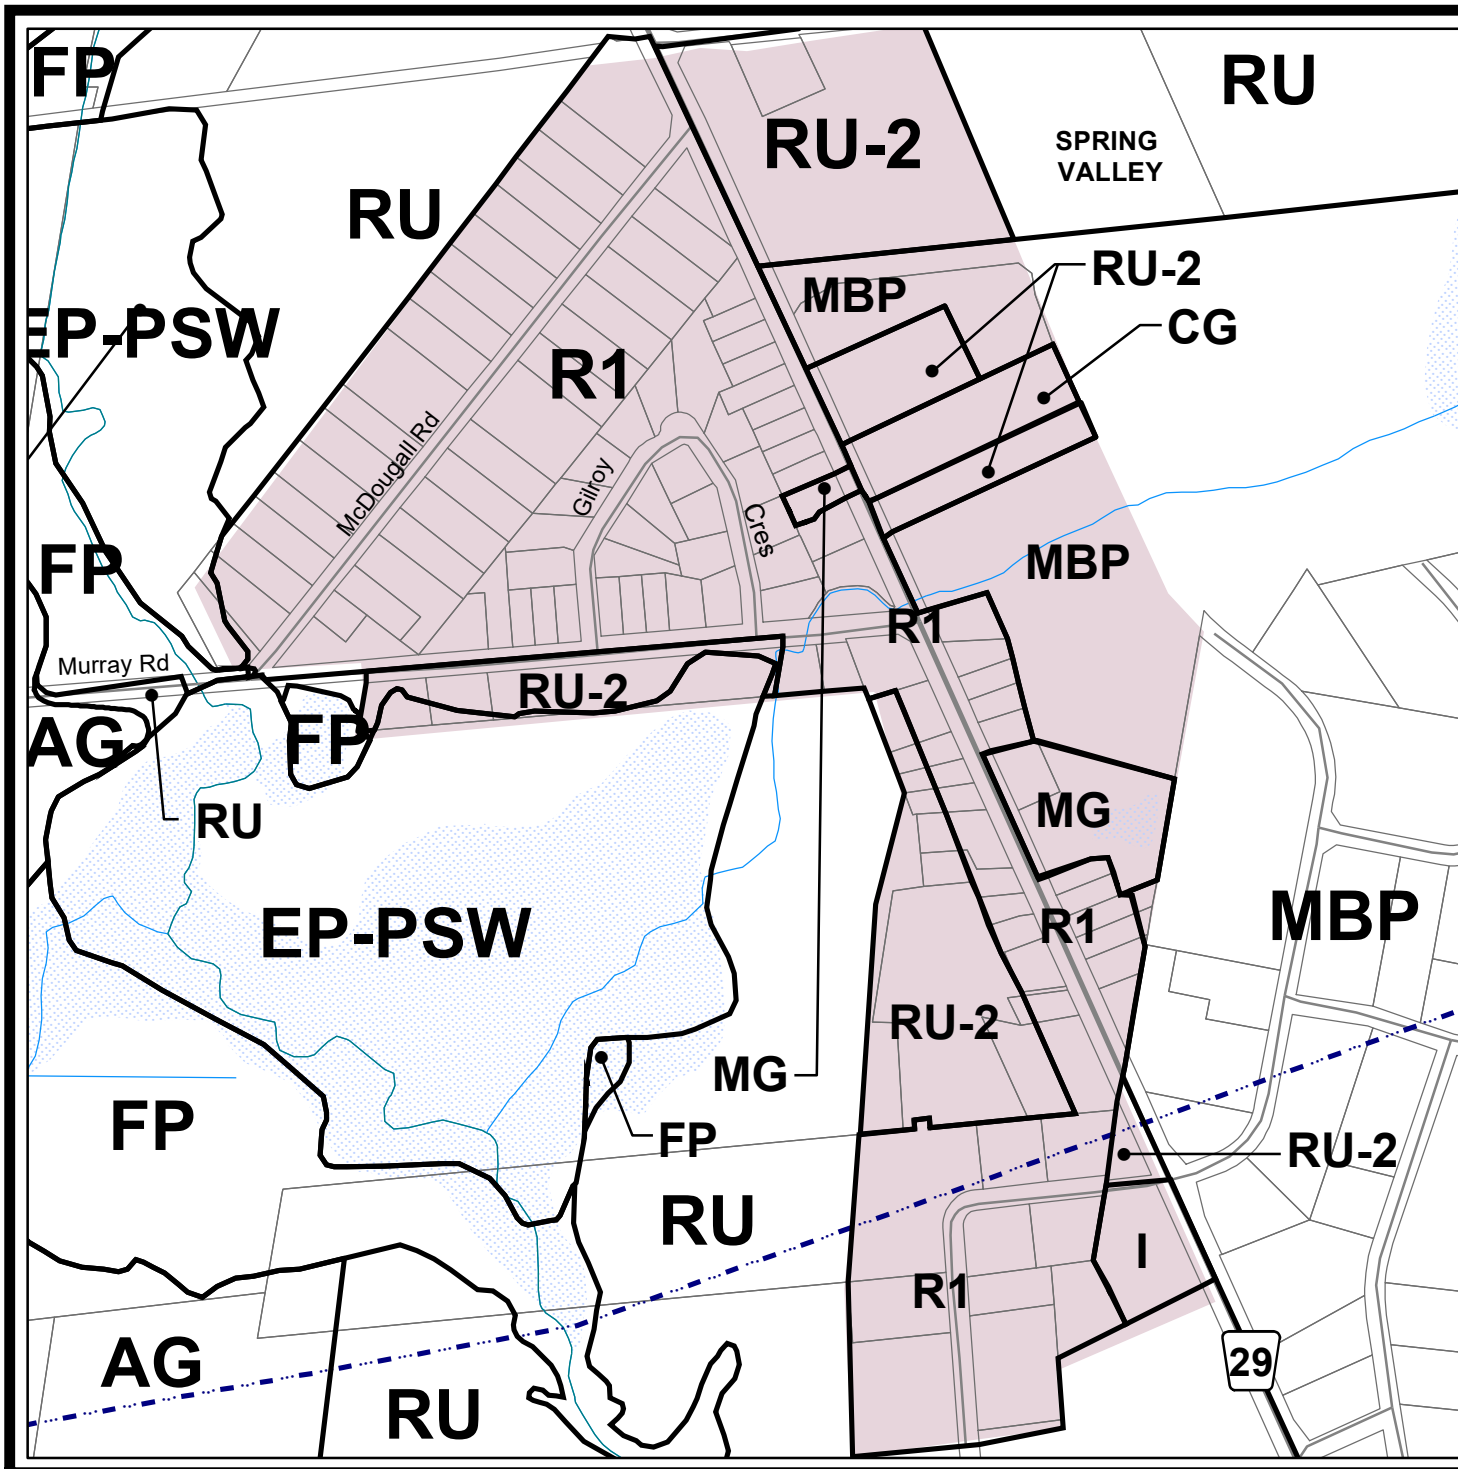 FP
RU
RU-2
SPRING
VALLEY
RU
RU-2
MBP
EP-PSW
CG
R1
McDougall Rd
Gilroy
Cres
FP
MBP
R1
Murray Rd
RU-2
AG
FP
RU
MG
EP-PSW
MBP
R1
RU-2
MG
FP
FP
RU-2
RU
I
R1
AG
29
RU